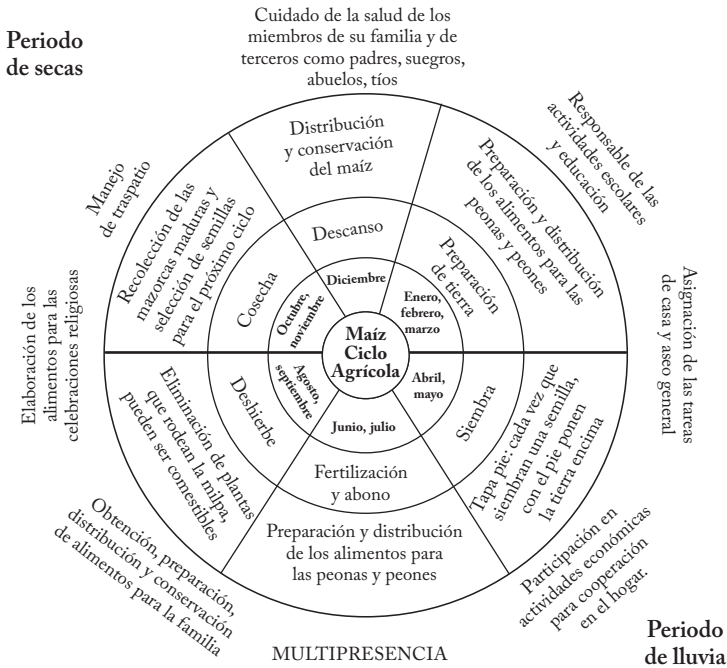 Periodo
de secas
Cuidado de la salud de los
miembros de su familia y de
terceros como padres, suegros,
abuelos, tíos
Responsable de las
actividades escolares
y educación
Asignación de las tareas
de casa y aseo general
Participación en
actividades económicas
para cooperación
en el hogar.
Periodo
de lluvia
MULTIPRESENCIA
Obtención, preparación,
distribución y conservación
de alimentos para la familia
Elaboración de los
alimentos para las
celebraciones religiosas
Manejo
de traspatio
Distribución
y conservación
del maíz
Preparación y distribución
de los alimentos para las
peonas y peones
Tapa pie: cada vez que
siembran una semilla,
con el pie ponen
la tierra encima
Preparación y distribución
de los alimentos para
las peonas y peones
Eliminación de plantas
que rodean la milpa,
pueden ser comestibles
Recolección de las
mazorcas maduras y
selección de semillas
para el próximo ciclo
Descanso
Preparación
de tierra
Siembra
Fertilización
y abono
Deshierbe
Cosecha
Diciembre
Enero,
febrero,
marzo
Abril,
mayo
Junio, julio
Agosto,
septiembre
Octubre,
noviembre
Maíz
Ciclo
Agrícola